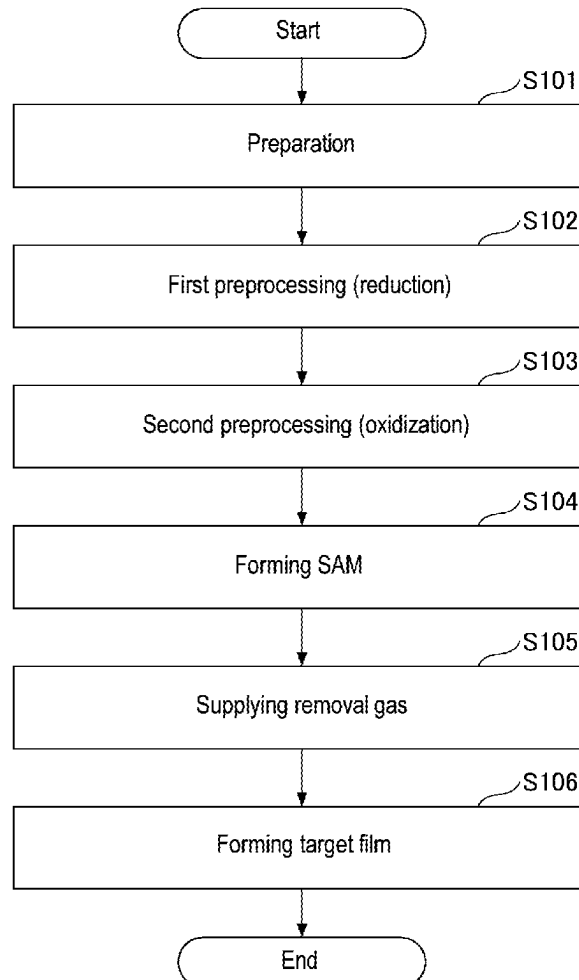 Start
S101
Preparation
S102
First preprocessing (reduction)
S103
Second preprocessing (oxidization)
S104
Forming SAM
S105
Supplying removal gas
S106
Forming target film
End